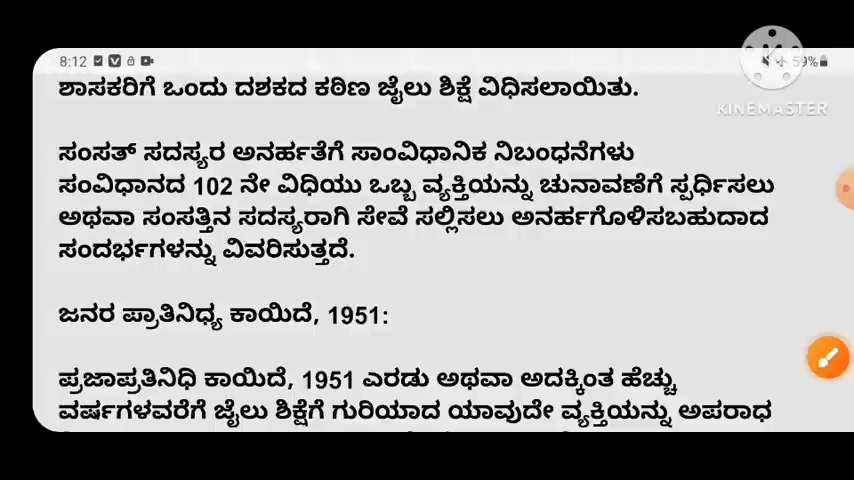 8:12
59%
KINEMASTER
ಶಾಸಕರಿಗೆ ಒಂದು ದಶಕದ ಕಠಿಣ ಜೈಲು ಶಿಕ್ಷೆ ವಿಧಿಸಲಾಯಿತು.
ಸಂಸತ್ ಸದಸ್ಯರ ಅನರ್ಹತೆಗೆ ಸಾಂವಿಧಾನಿಕ ನಿಬಂಧನೆಗಳು
ಸಂವಿಧಾನದ 102 ನೇ ವಿಧಿಯು ಒಬ್ಬ ವ್ಯಕ್ತಿಯನ್ನು ಚುನಾವಣೆಗೆ ಸ್ಪರ್ಧಿಸಲು
ಅಥವಾ ಸಂಸತ್ತಿನ ಸದಸ್ಯರಾಗಿ ಸೇವೆ ಸಲ್ಲಿಸಲು ಅನರ್ಹಗೊಳಿಸಬಹುದಾದ
ಸಂದರ್ಭಗಳನ್ನು ವಿವರಿಸುತ್ತದೆ.
ಜನರ ಪ್ರಾತಿನಿಧ್ಯ ಕಾಯಿದೆ, 1951:
ಪ್ರಜಾಪ್ರತಿನಿಧಿ ಕಾಯಿದೆ, 1951 ಎರಡು ಅಥವಾ ಅದಕ್ಕಿಂತ ಹೆಚ್ಚು
ವರ್ಷಗಳವರೆಗೆ ಜೈಲು ಶಿಕ್ಷೆಗೆ ಗುರಿಯಾದ ಯಾವುದೇ ವ್ಯಕ್ತಿಯನ್ನು ಅಪರಾಧ